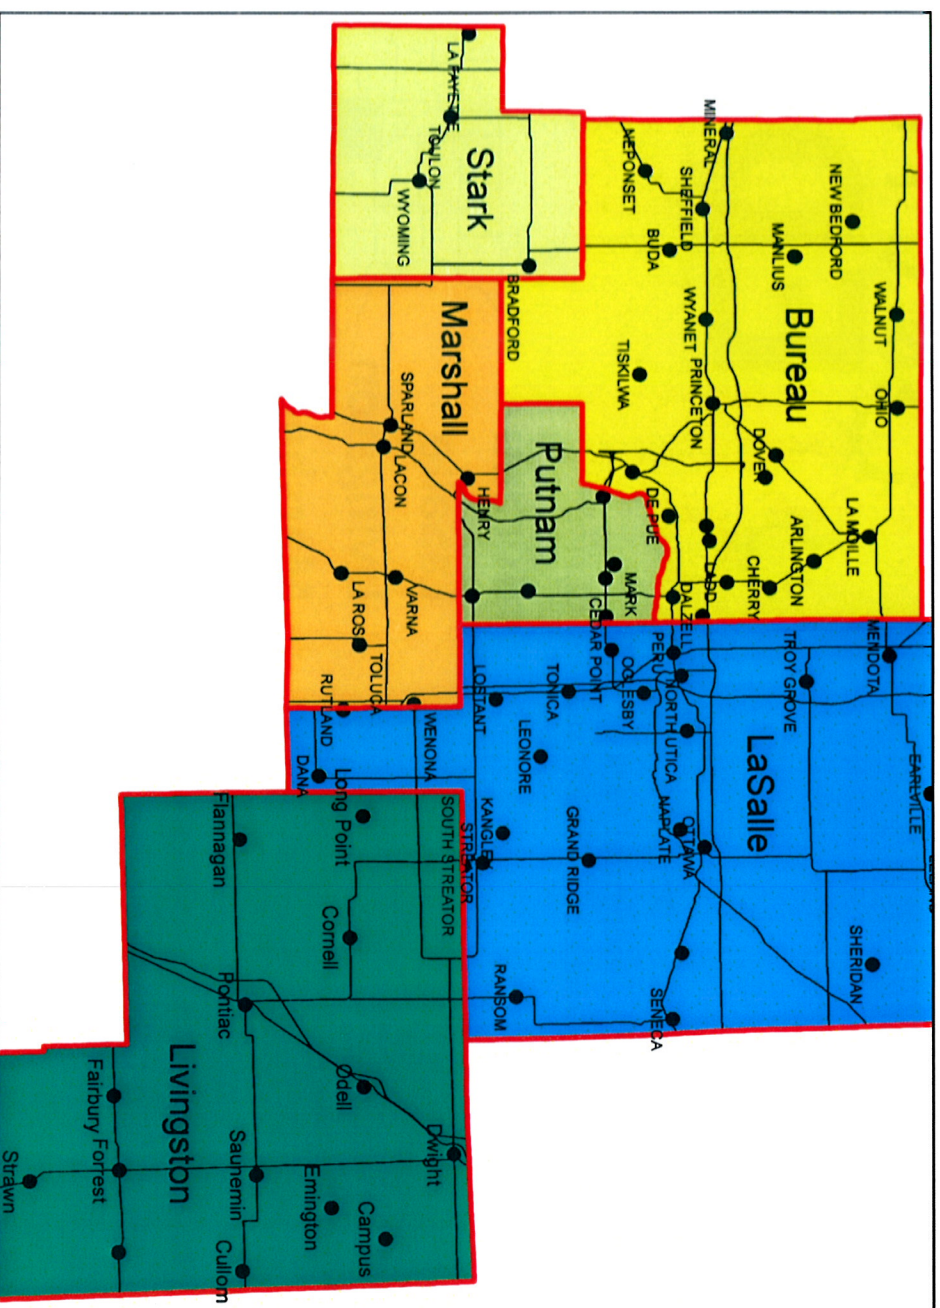 WALNUT
OHIO
NEW BEDFORD
MANLIUS
Bureau
LA MOILLE
ARLINGTON
DOVER
CHERRY
MINERAL
SHEFFIELD
NEPONSET
BUDA
WYANET
PRINCETON
TISKILWA
LADD
DE PUE
DALZELL
MENDOTA
EARLVILLE
TROY GROVE
LaSalle
SHERIDAN
PERU
NORTH UTICA
NAPLATE
OTTAWA
SENECA
OGLESBY
CEDAR POINT
TONICA
GRAND RIDGE
LEONORE
LOSTANT
KANGLEY
STREATOR
SOUTH STREATOR
RANSOM
Putnam
MARK
LA FAYETTE
Stark
TOULON
WYOMING
BRADFORD
Marshall
HENRY
SPARLAND
LACON
VARNA
LA ROSE
TOLUCA
WENONA
RUTLAND
DANA
Long Point
Flannagan
Cornell
Pontiac
Odell
Dwight
Livingston
Saunemin
Emington
Campus
Cullom
Fairbury
Forrest
Strawn